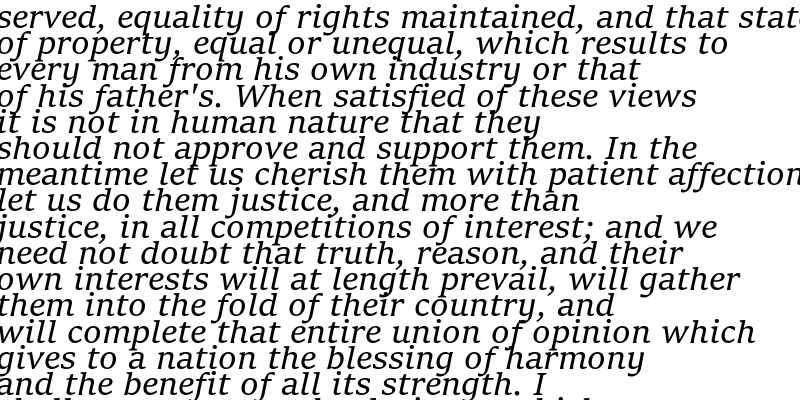 served, equality of rights maintained, and that
of property, equal or unequal, which results to
every man from his own industry or that
of his father's. When satisfied of these views
it is not in human nature that they
should not approve and support them. In the
meantime let us cherish them with patient affection
let us do them justice, and more than
justice, in all competitions of interest; and we
need not doubt that truth, reason, and their
own interests will at length prevail, will gather
them into the fold of their country, and
will complete that entire union of opinion which
gives to a nation the blessing of harmony
and the benefit of all its strength. I